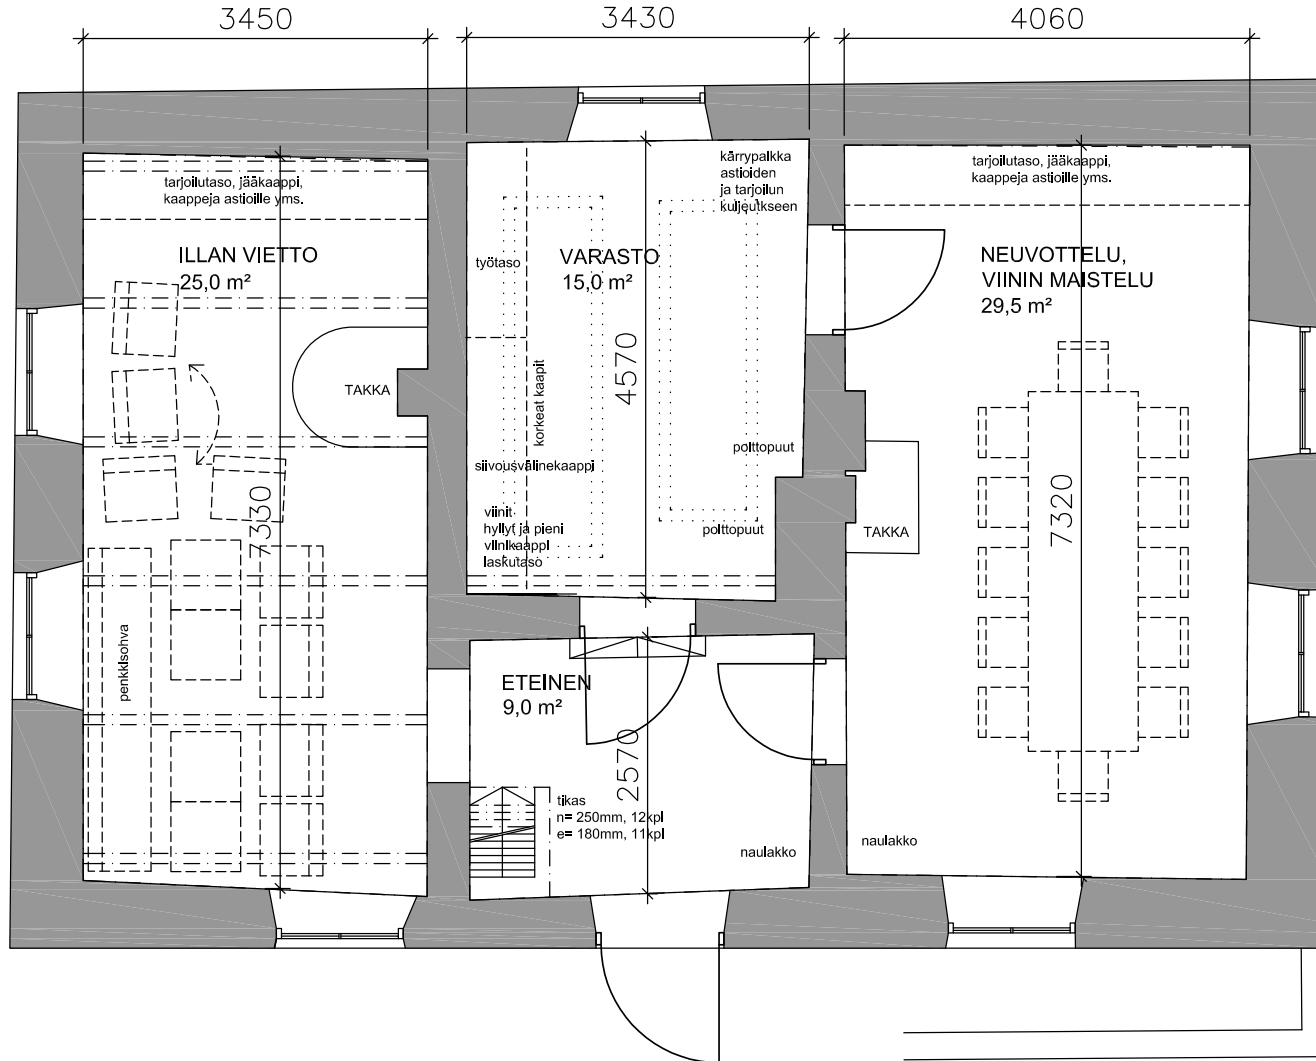 3450
3430
4060
tarjoilutaso, jääkaappi,
kaappeja astioille yms.
ILLAN VIETTO
25,0 m²
TAKKA
7330
penkkisohva
kärrypaikka
astioiden
ja tarjoilun
kuljeutkseen
työtaso
VARASTO
15,0 m²
4570
korkeat kaapit
siivousvälinekaappi
polttopuut
viinit
hyllyt ja pieni
viinikaappi
laskutaso
polttopuut
tarjoilutaso, jääkaappi,
kaappeja astioille yms.
NEUVOTTELU,
VIININ MAISTELU
29,5 m²
7320
TAKKA
naulakko
ETEINEN
9,0 m²
2570
tikas
n= 250mm, 12kpl
e= 180mm, 11kpl
naulakko